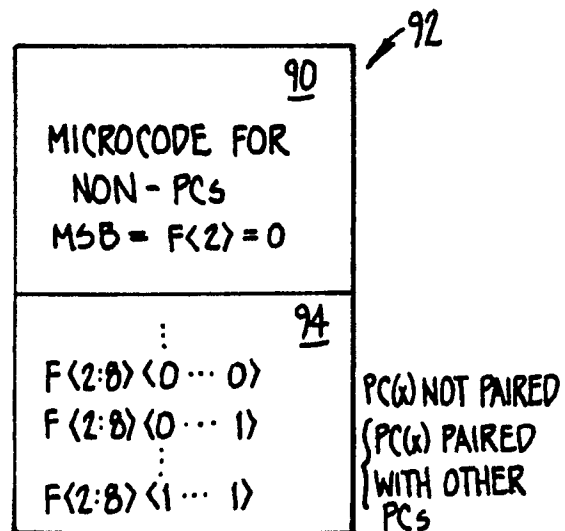 92
90
MICROCODE FOR
NON-PCs
MSB = F<2> = 0
94
⋮
F<2:8><0 ··· 0>
F<2:8><0 ··· 1>
⋮
F<2:8><1 ··· 1>
PC(x) NOT PAIRED
{PC(x) PAIRED
WITH OTHER
PCs